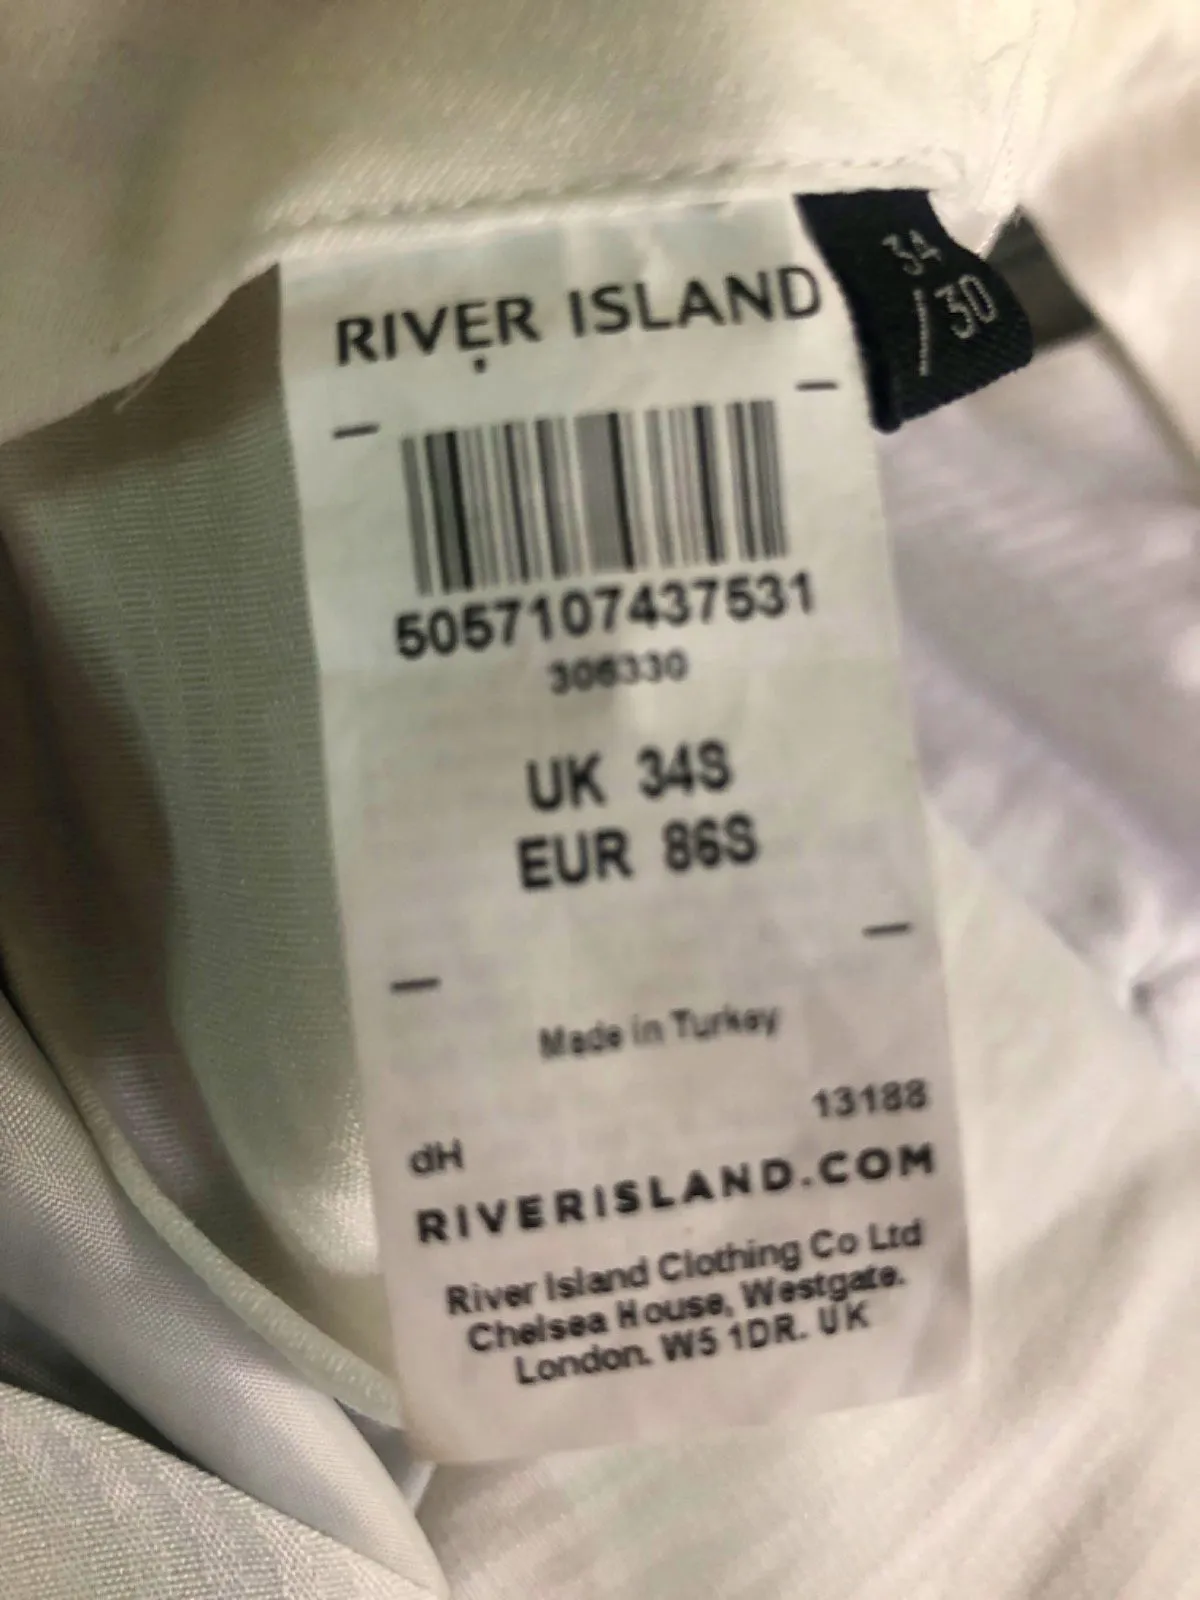 RIVER ISLAND
34
/30
5057107437531
306330
UK 34S
EUR 86S
Made in Turkey
13188
dH
RIVERISLAND.COM
River Island Clothing Co Ltd
Chelsea House, Westgate.
London. W5 1DR. UK